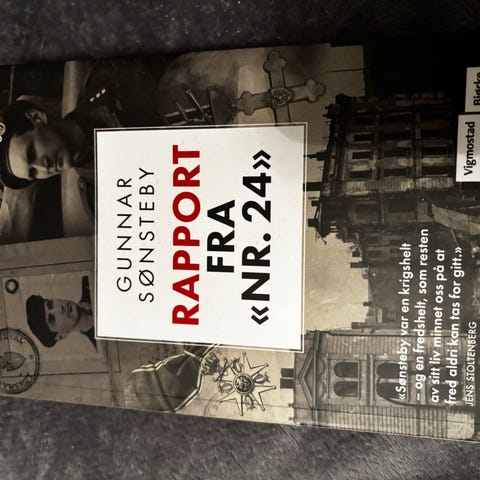 GUNNAR
SØNSTEBY
RAPPORT
FRA
«NR. 24»
«Sønsteby var en krigshelt
– og en fredshelt, som resten
av sitt liv minnet oss på at
fred aldri kan tas for gitt.»
JENS STOLTENBERG
Vigmostad
Bjørke